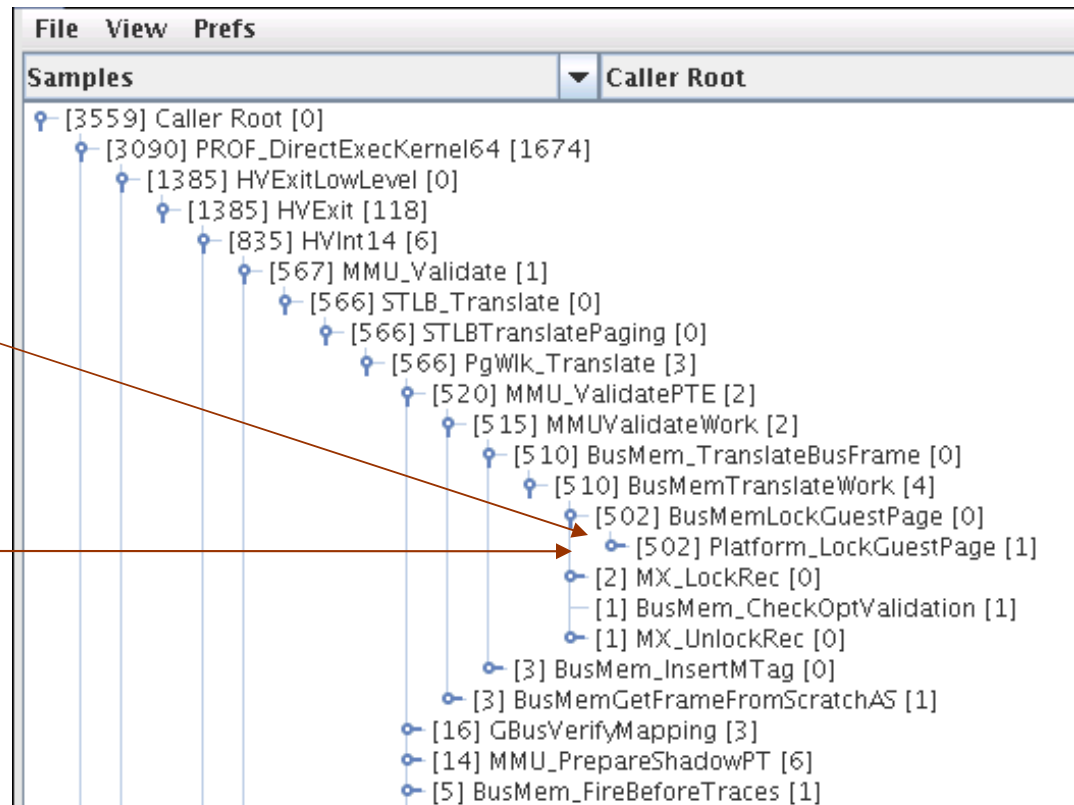 File View Prefs
Samples Caller Root
[3559] Caller Root [0]
[3090] PROF_DirectExecKernel64 [1674]
[1385] HVExitLowLevel [0]
[1385] HVExit [118]
[835] HVInt14 [6]
[567] MMU_Validate [1]
[566] STLB_Translate [0]
[566] STLBTranslatePaging [0]
[566] PgWlk_Translate [3]
[520] MMU_ValidatePTE [2]
[515] MMUValidateWork [2]
[510] BusMem_TranslateBusFrame [0]
[510] BusMemTranslateWork [4]
[502] BusMemLockGuestPage [0]
[502] Platform_LockGuestPage [1]
[2] MX_LockRec [0]
[1] BusMem_CheckOptValidation [1]
[1] MX_UnlockRec [0]
[3] BusMem_InsertMTag [0]
[3] BusMemGetFrameFromScratchAS [1]
[16] GBusVerifyMapping [3]
[14] MMU_PrepareShadowPT [6]
[5] BusMem_FireBeforeTraces [1]